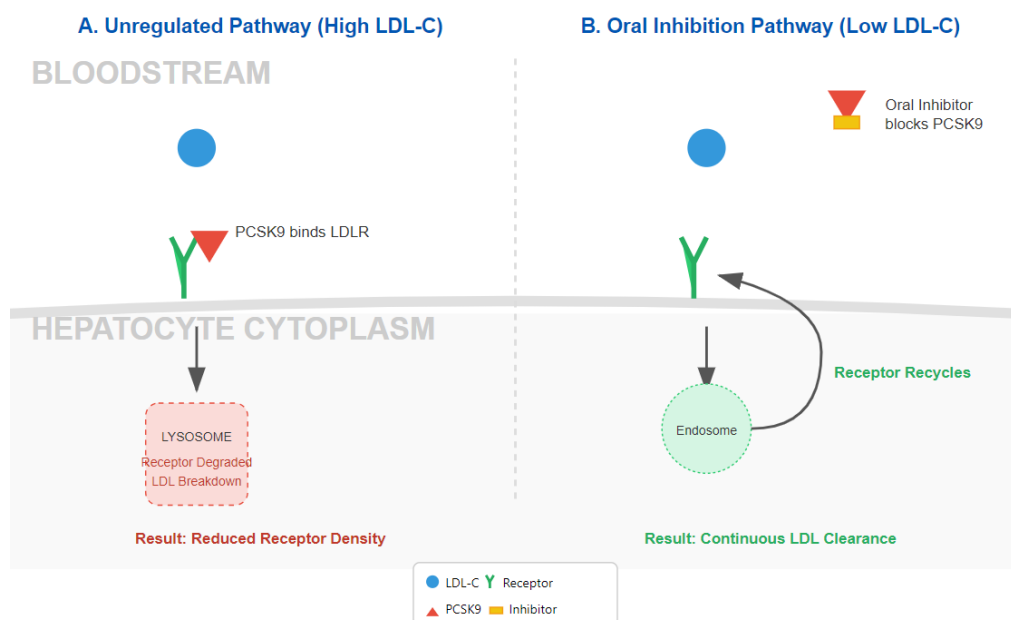 A. Unregulated Pathway (High LDL-C)
B. Oral Inhibition Pathway (Low LDL-C)
BLOODSTREAM
Oral Inhibitor
blocks PCSK9
PCSK9 binds LDLR
HEPATOCYTE CYTOPLASM
Receptor Recycles
LYSOSOME
Receptor Degraded
LDL Breakdown
Endosome
Result: Reduced Receptor Density
Result: Continuous LDL Clearance
LDL-C Receptor
PCSK9 Inhibitor